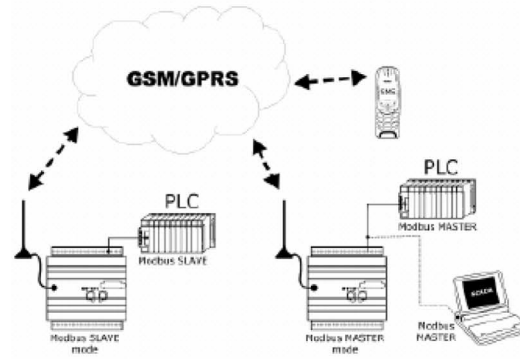 GSM/GPRS
SMS
PLC
Modbus SLAVE
PLC
Modbus MASTER
SCADA
Modbus SLAVE
mode
Modbus MASTER
mode
Modbus
MASTER